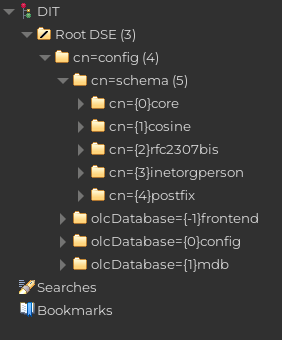 DIT
Root DSE (3)
cn=config (4)
cn=schema (5)
cn={0}core
cn={1}cosine
cn={2}rfc2307bis
cn={3}inetorgperson
cn={4}postfix
olcDatabase={-1}frontend
olcDatabase={0}config
olcDatabase={1}mdb
Searches
Bookmarks